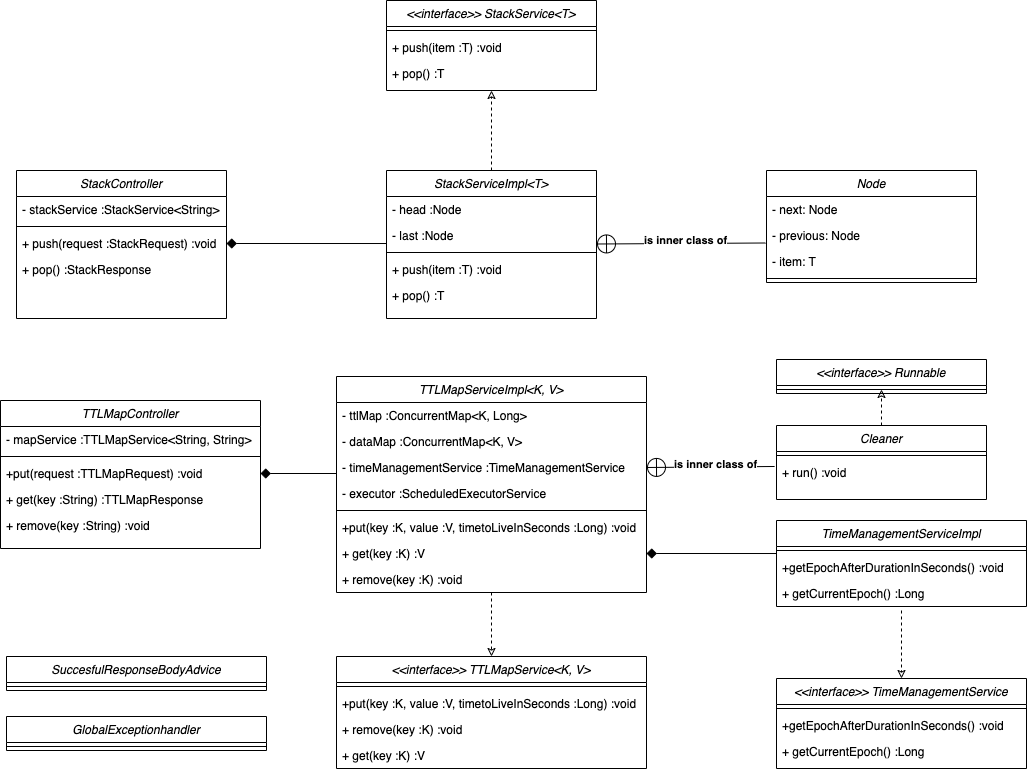 <<interface>> StackService<T>
+ push(item :T) :void
+ pop() :T
StackController
- stackService :StackService<String>
+ push(request :StackRequest) :void
+ pop() :StackResponse
StackServiceImpl<T>
- head :Node
- last :Node
+ push(item :T) :void
+ pop() :T
is inner class of
Node
- next: Node
- previous: Node
- item: T
TTLMapController
- mapService :TTLMapService<String, String>
+put(request :TTLMapRequest) :void
+ get(key :String) :TTLMapResponse
+ remove(key :String) :void
TTLMapServiceImpl<K, V>
- ttlMap :ConcurrentMap<K, Long>
- dataMap :ConcurrentMap<K, V>
- timeManagementService :TimeManagementService
- executor :ScheduledExecutorService
+put(key :K, value :V, timetoLiveInSeconds :Long) :void
+ get(key :K) :V
+ remove(key :K) :void
is inner class of
<<interface>> Runnable
Cleaner
+ run() :void
TimeManagementServiceImpl
+getEpochAfterDurationInSeconds() :void
+ getCurrentEpoch() :Long
SuccesfulResponseBodyAdvice
GlobalExceptionhandler
<<interface>> TTLMapService<K, V>
+put(key :K, value :V, timetoLiveInSeconds :Long) :void
+ remove(key :K) :void
+ get(key :K) :V
<<interface>> TimeManagementService
+getEpochAfterDurationInSeconds() :void
+ getCurrentEpoch() :Long